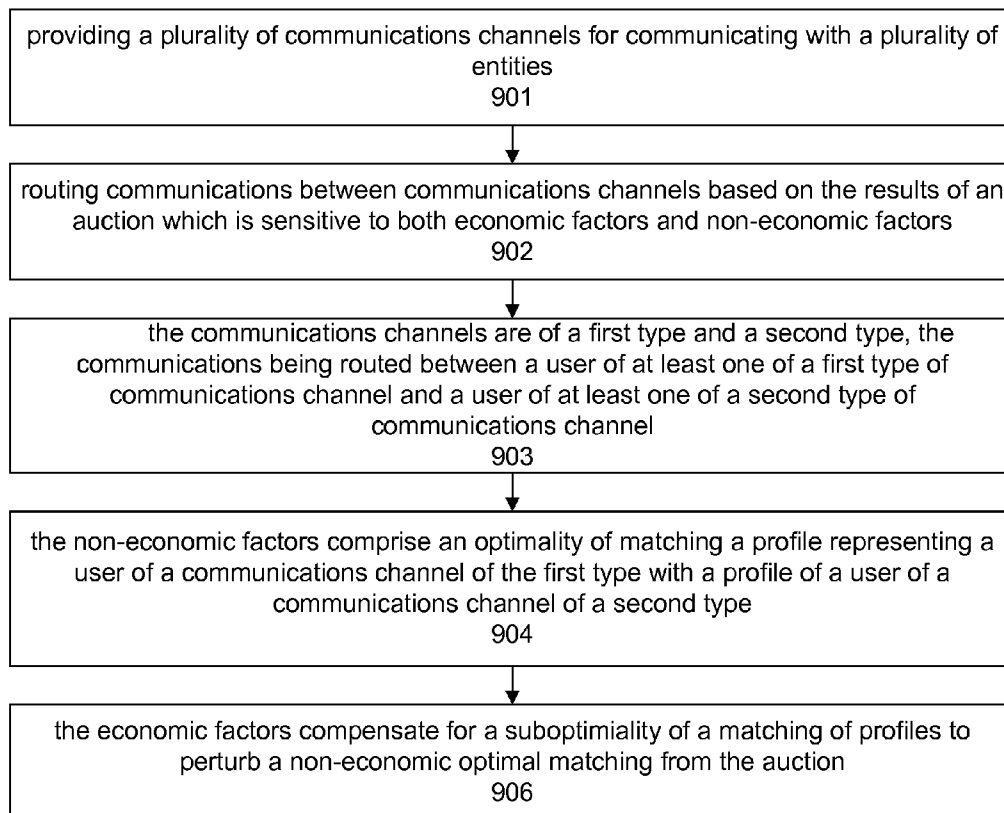 providing a plurality of communications channels for communicating with a plurality of
entities
901
routing communications between communications channels based on the results of an
auction which is sensitive to both economic factors and non-economic factors
902
the communications channels are of a first type and a second type, the
communications being routed between a user of at least one of a first type of
communications channel and a user of at least one of a second type of
communications channel
903
the non-economic factors comprise an optimality of matching a profile representing a
user of a communications channel of the first type with a profile of a user of a
communications channel of a second type
904
the economic factors compensate for a suboptimiality of a matching of profiles to
perturb a non-economic optimal matching from the auction
906